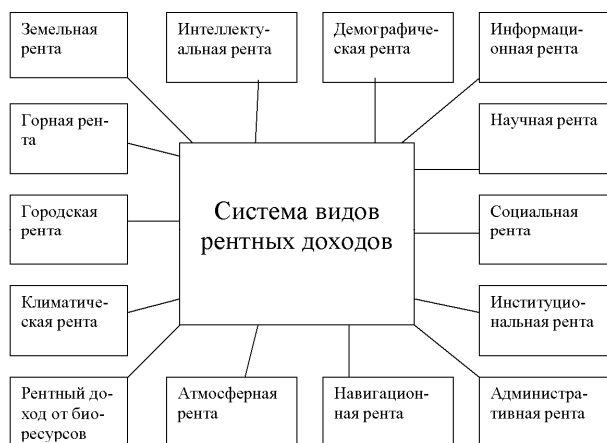 Земельная
рента
Интеллекту-
альная рента
Демографиче-
ская рента
Информаци-
онная рента
Горная рен-
та
Научная рента
Система видов
рентных доходов
Городская
рента
Социальная
рента
Климатиче-
ская рента
Институцио-
нальная рента
Рентный до-
ход от био-
ресурсов
Атмосферная
рента
Навигацион-
ная рента
Администра-
тивная рента